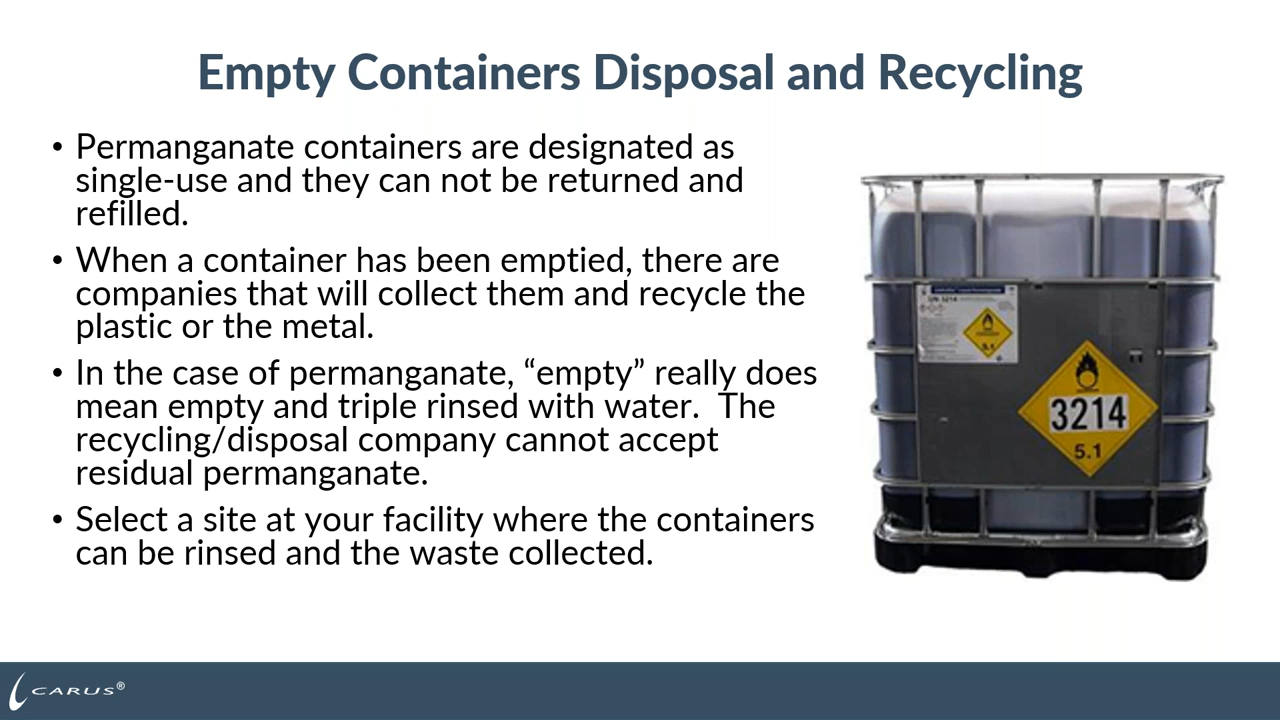 Empty Containers Disposal and Recycling
• Permanganate containers are designated as
single-use and they can not be returned and
refilled.
• When a container has been emptied, there are
companies that will collect them and recycle the
plastic or the metal.
• In the case of permanganate, “empty” really does
mean empty and triple rinsed with water.  The
recycling/disposal company cannot accept
residual permanganate.
• Select a site at your facility where the containers
can be rinsed and the waste collected.
UN 3214
5.1
3214
5.1
CARUS®